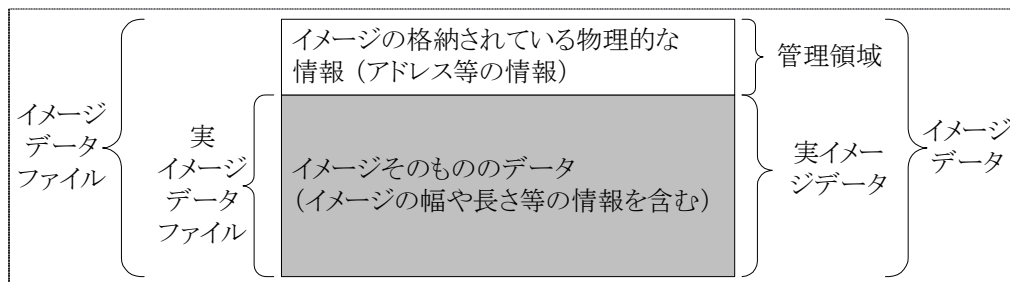 イメージ
データ
ファイル
実
イメージ
データ
ファイル
イメージの格納されている物理的な
情報（アドレス等の情報）
イメージそのもののデータ
（イメージの幅や長さ等の情報を含む）
管理領域
実イメー
ジデータ
イメージ
データ